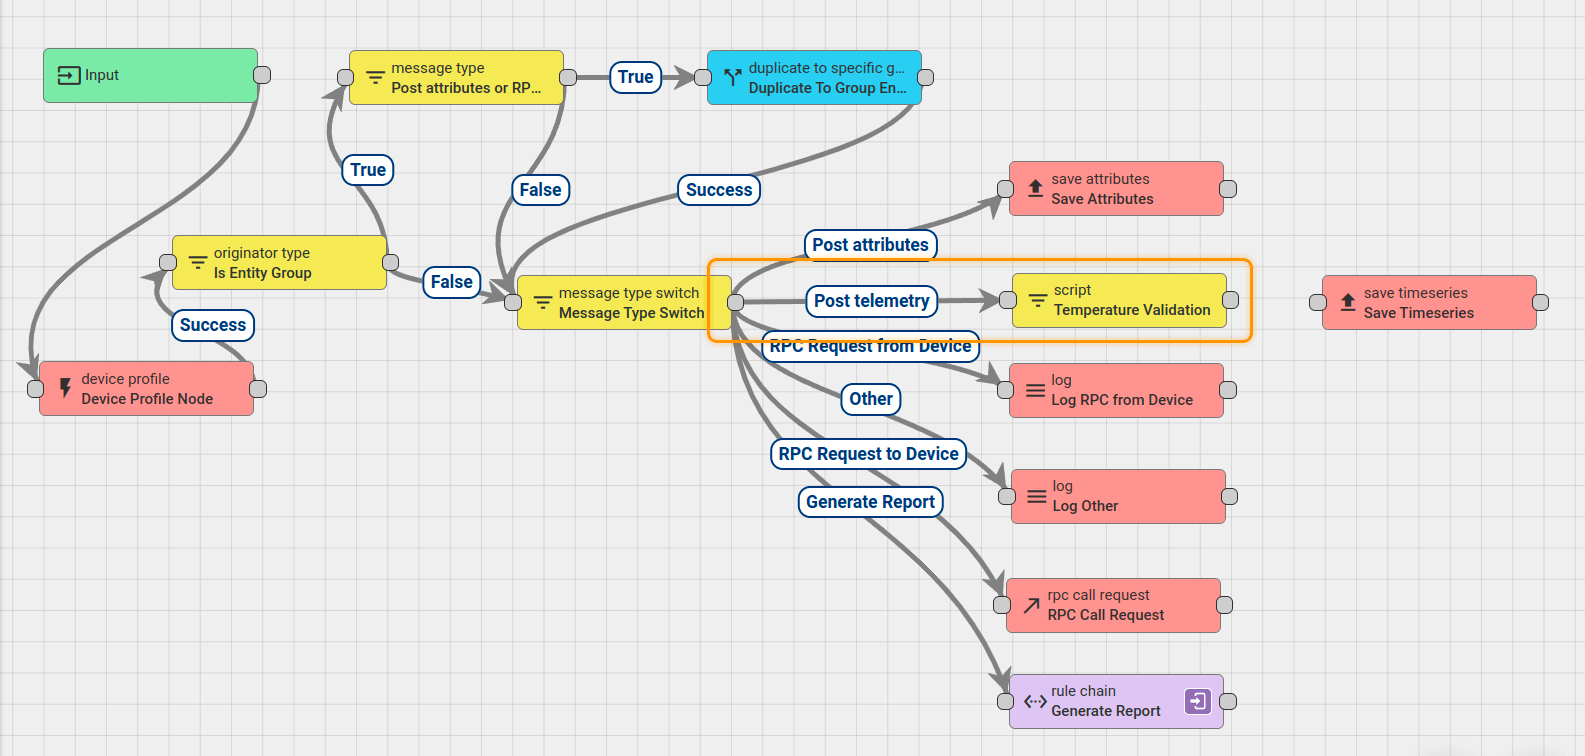 Input
message type
Post attributes or RP...
True
duplicate to specific g...
Duplicate To Group En...
True
False
Success
save attributes
Save Attributes
Post attributes
originator type
Is Entity Group
False
message type switch
Message Type Switch
Post telemetry
script
Temperature Validation
save timeseries
Save Timeseries
Success
RPC Request from Device
device profile
Device Profile Node
log
Log RPC from Device
Other
RPC Request to Device
log
Log Other
Generate Report
rpc call request
RPC Call Request
rule chain
Generate Report